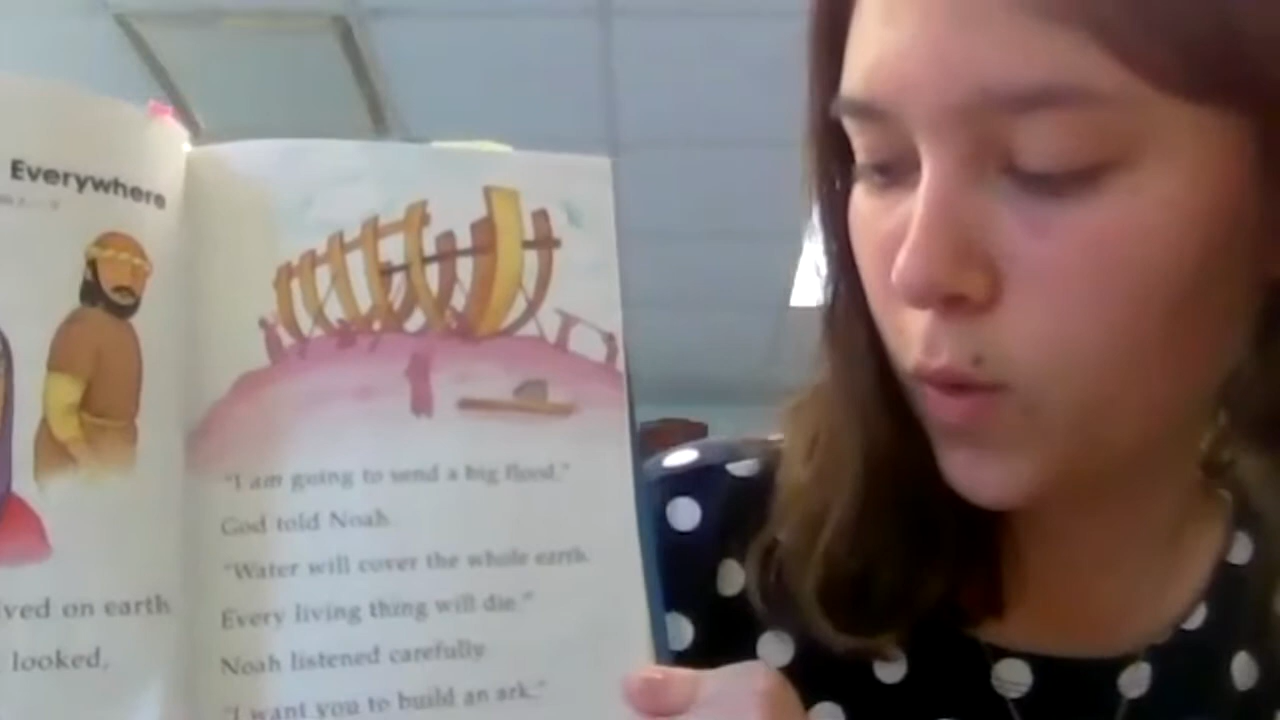 Everywhere
ved on earth
looked,
"I am going to send a big flood,"
God told Noah.
"Water will cover the whole earth.
Every living thing will die."
Noah listened carefully.
"I want you to build an ark,"